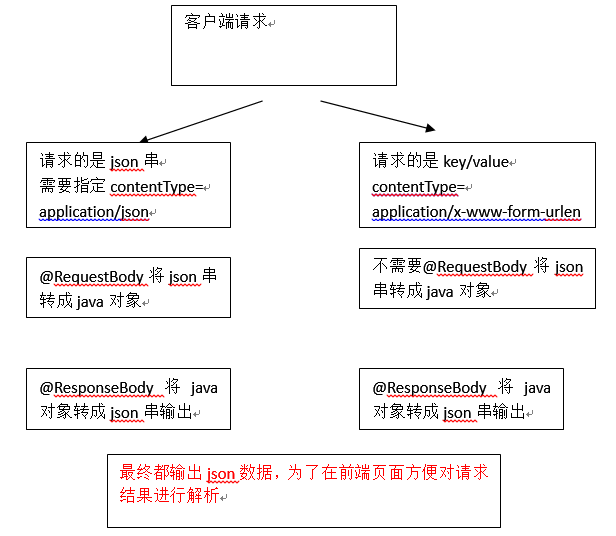 客户端请求
请求的是 json 串
需要指定 contentType=
application/json
请求的是 key/value
contentType=
application/x-www-form-urlen
@RequestBody 将 json 串
转成 java 对象
不需要@RequestBody 将 json
串转成 java 对象
@ResponseBody 将 java
对象转成 json 串输出
@ResponseBody 将 java
对象转成 json 串输出
最终都输出 json 数据，为了在前端页面方便对请求
结果进行解析